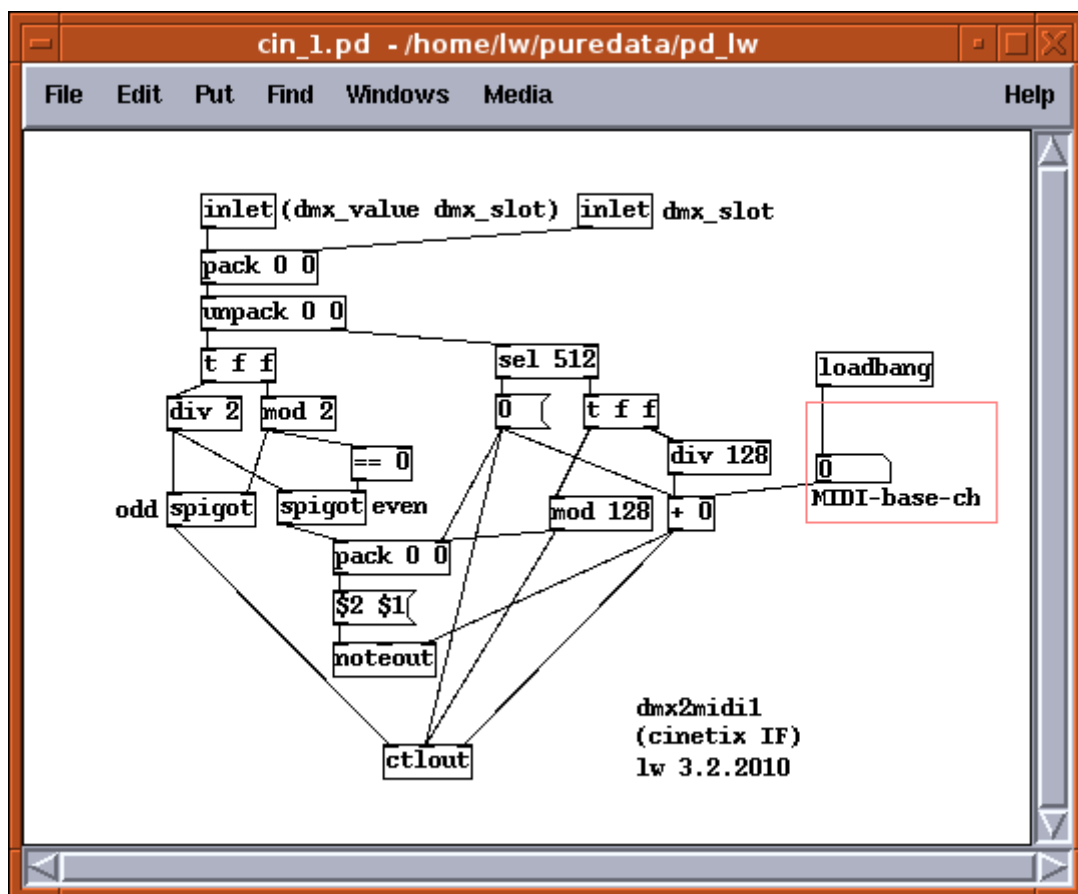 cin_1.pd - /home/lw/puredata/pd_lw
File Edit Put Find Windows Media Help
inlet (dmx_value dmx_slot) inlet dmx_slot
pack 0 0
unpack 0 0
t f f
sel 512
loadbang
div 2 mod 2
0
t f f
== 0
div 128
0
MIDI-base-ch
odd spigot
spigot even
mod 128
+ 0
pack 0 0
$2 $1
noteout
ctlout
dmx2midi1
(cinetix IF)
lw 3.2.2010